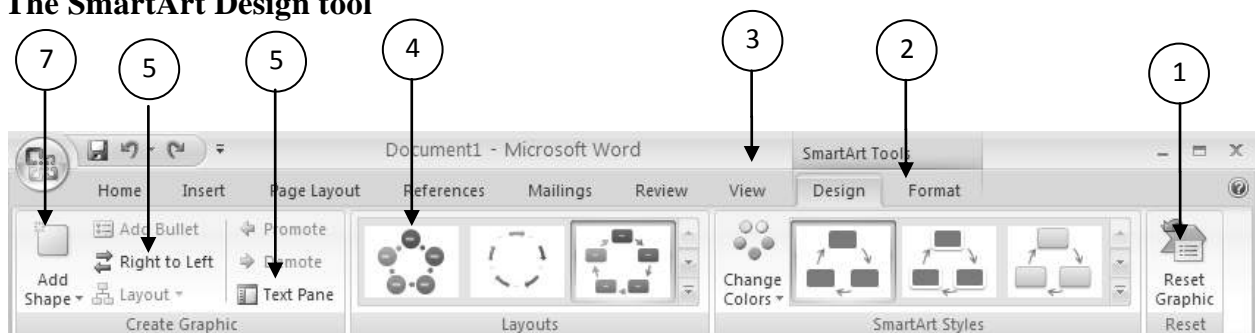 The SmartArt Design tool
7 5 5 4 3 2 1
Document1 - Microsoft Word SmartArt Tools
Home Insert Page Layout References Mailings Review View Design Format
Add Bullet Promote
Right to Left Demote
Add Shape Layout Text Pane Change Colors Reset Graphic
Create Graphic Layouts SmartArt Styles Reset